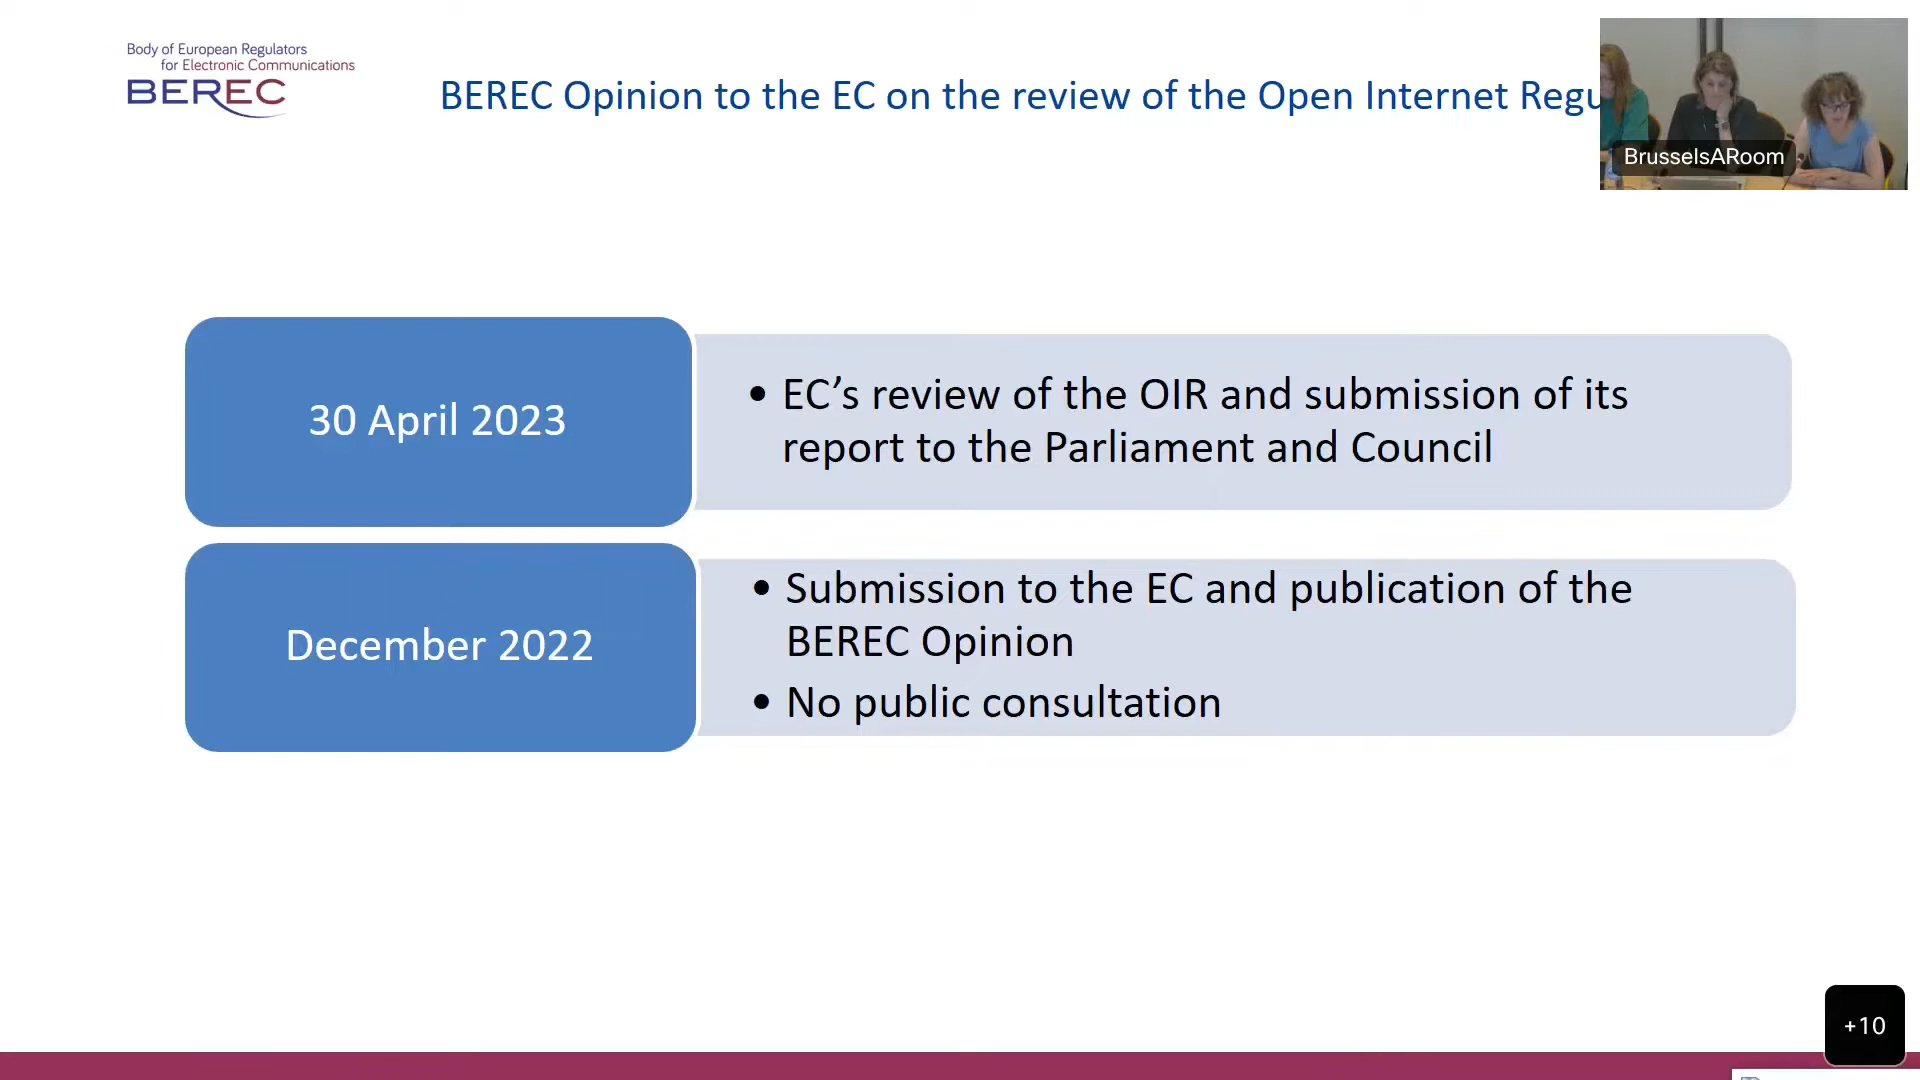 Body of European Regulators
for Electronic Communications
BEREC
BEREC Opinion to the EC on the review of the Open Internet Regu
BrusselsARoom
30 April 2023
• EC’s review of the OIR and submission of its
report to the Parliament and Council
December 2022
• Submission to the EC and publication of the
BEREC Opinion
• No public consultation
+10